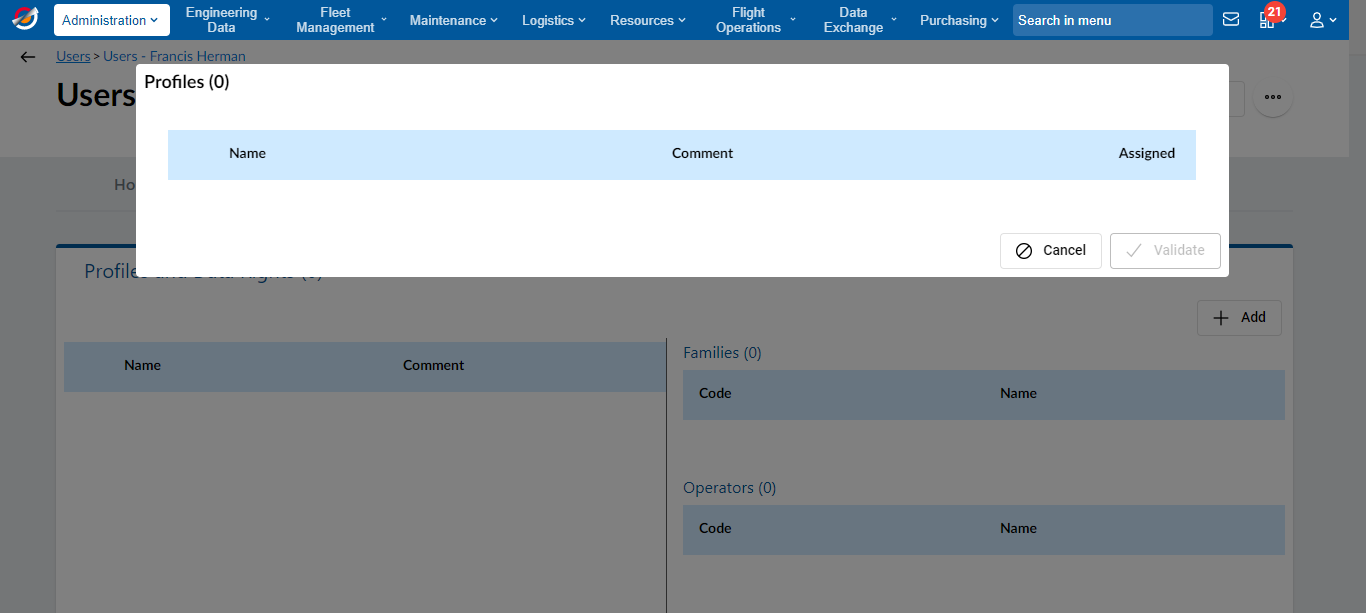 Administration
Engineering Data
Fleet Management
Maintenance
Logistics
Resources
Flight Operations
Data Exchange
Purchasing
Search in menu
21
Users > Users - Francis Herman
Users
Profiles (0)
Name Comment Assigned
Cancel Validate
Ho
Profiles and Data Rights (0)
Add
Name Comment
Families (0)
Code Name
Operators (0)
Code Name